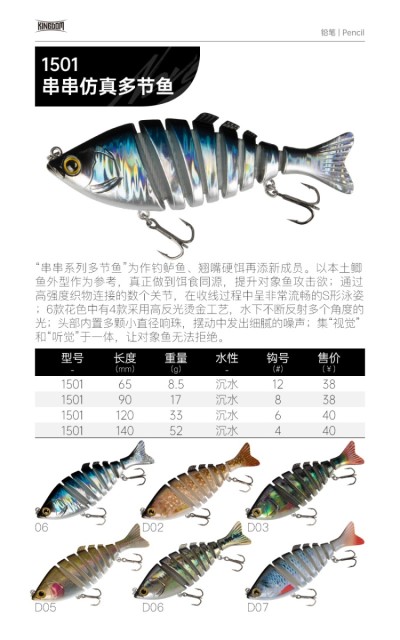 KINGDOM
铅笔 | Pencil
1501
串串仿真多节鱼
“串串系列多节鱼”为作钓鲈鱼、翘嘴硬饵再添新成员。以本土鲫
鱼外型作为参考，真正做到饵食同源，提升对象鱼攻击欲；通过
高强度织物连接的数个关节，在收线过程中呈非常流畅的S形泳姿
；6款花色中有4款采用高反光烫金工艺，水下不断反射多个角度的
光；头部内置多颗小直径响珠，摆动中发出细腻的噪声；集“视觉”
和“听觉”于一体，让对象鱼无法拒绝。
型号 长度 重量 水性 钩号 售价
- (mm) (g) - (#) (¥)
1501 65 8.5 沉水 12 38
1501 90 17 沉水 8 38
1501 120 33 沉水 6 40
1501 140 52 沉水 4 40
06 D02 D03
D05 D06 D07